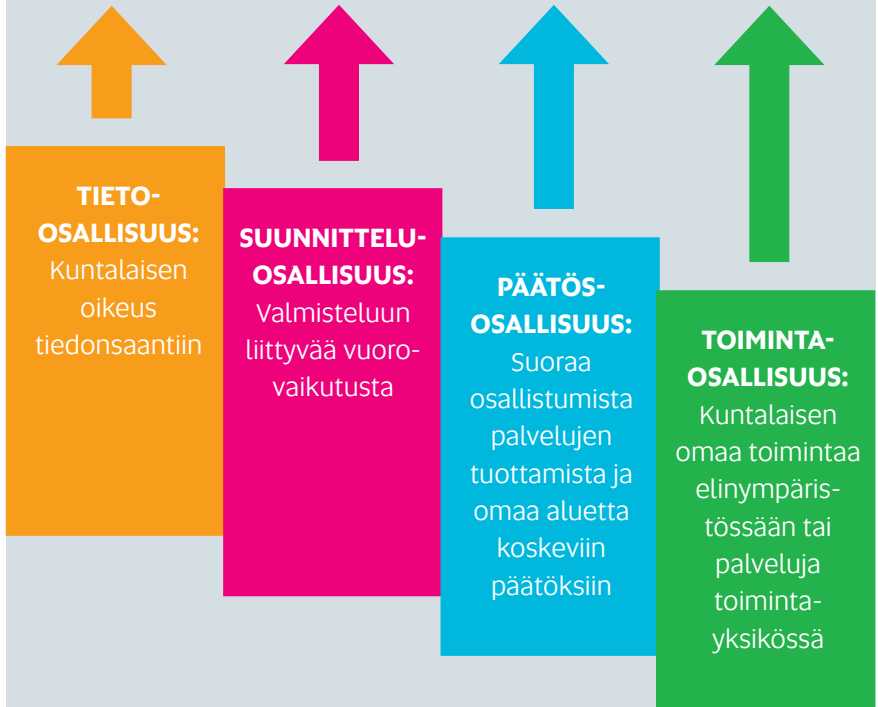 TIETO-
OSALLISUUS:
Kuntalaisen
oikeus
tiedonsaantiin
SUUNNITTELU-
OSALLISUUS:
Valmisteluun
liittyvää vuoro-
vaikutusta
PÄÄTÖS-
OSALLISUUS:
Suoraa
osallistumista
palvelujen
tuottamista ja
omaa aluetta
koskeviin
päätöksiin
TOIMINTA-
OSALLISUUS:
Kuntalaisen
omaa toimintaa
elinympäris-
tössään tai
palveluja
toiminta-
yksikössä